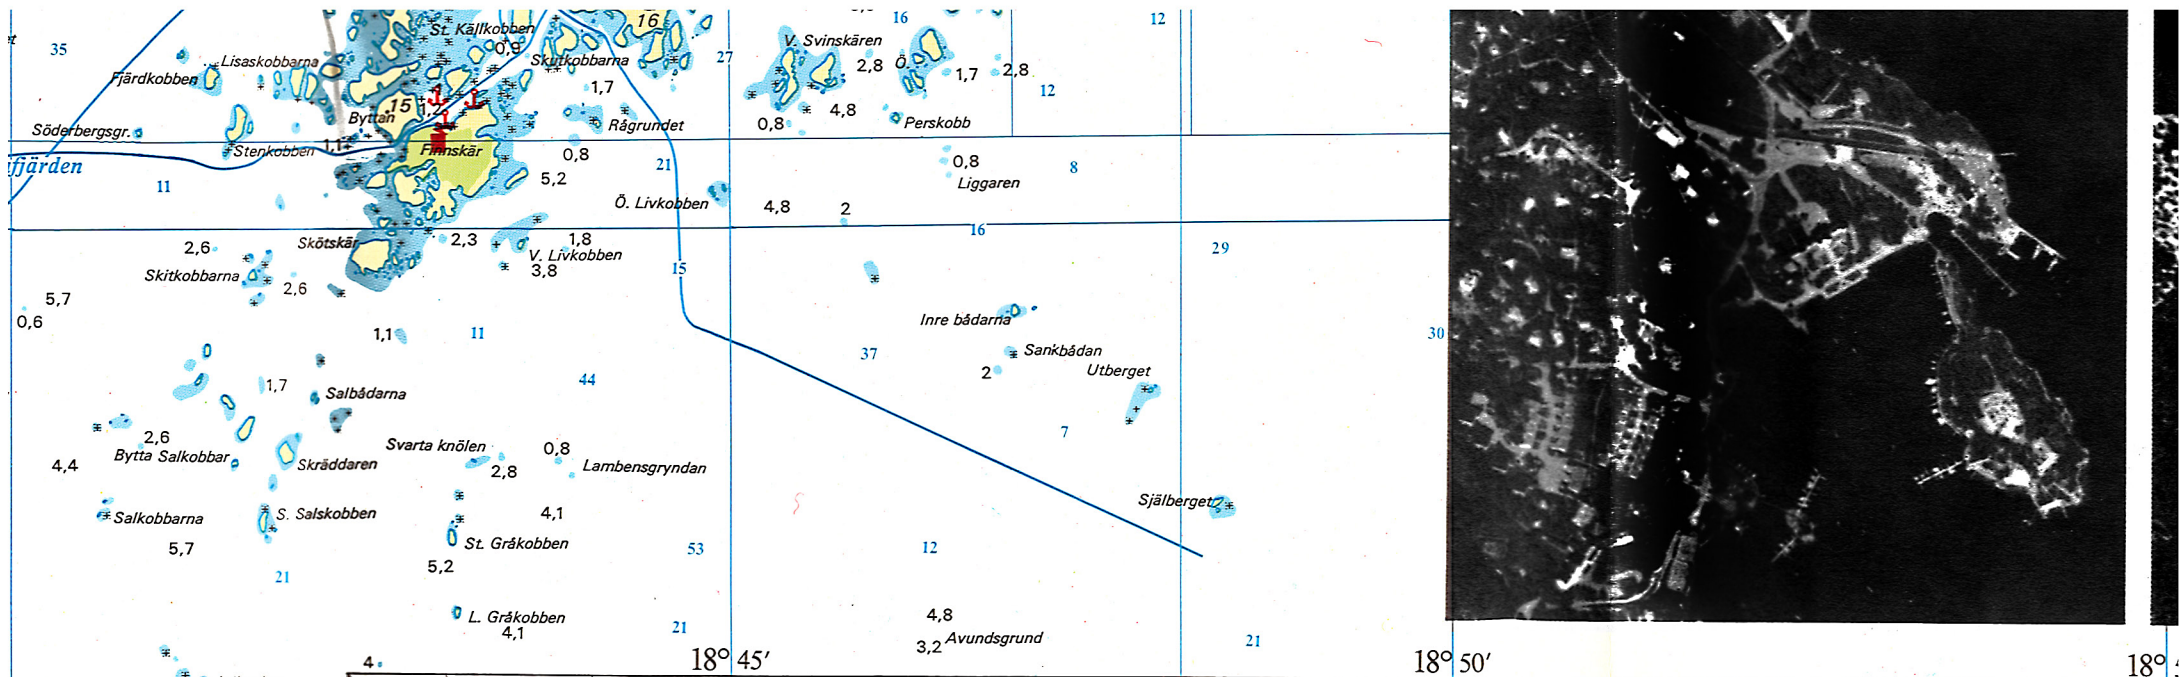 16
12
35
St. Kallkobben
16
V. Svinskären
0,9
27
Lisaskobbarna
Skutkobbarna
2,8
Ö.
1,7
2,8
Fjärdkobben
1,7
12
15
1,2
4,8
Byttan
0,8
Perskobb
Söderbergsgr.
Rågrundet
Stenkobben
1,1
Finnskär
0,8
21
0,8
8
fjärden
11
5,2
Liggaren
Ö. Livkobben
4,8
2
16
Skötskär
2,3
1,8
29
2,6
V. Livkobben
3,8
15
Skitkobbarna
2,6
5,7
0,6
Inre bådarna
1,1
11
30
37
Sankbådan
2
Utberget
44
1,7
Salbådarna
7
2,6
Svarta knölen
0,8
Bytta Salkobbar
4,4
Skräddaren
2,8
Lambensgryndan
Själberget
Salkobbarna
S. Salskobben
4,1
5,7
St. Gråkobben
53
12
5,2
21
L. Gråkobben
4,8
4,1
21
3,2
Avundsgrund
21
4
18° 45′
18° 50′
18°